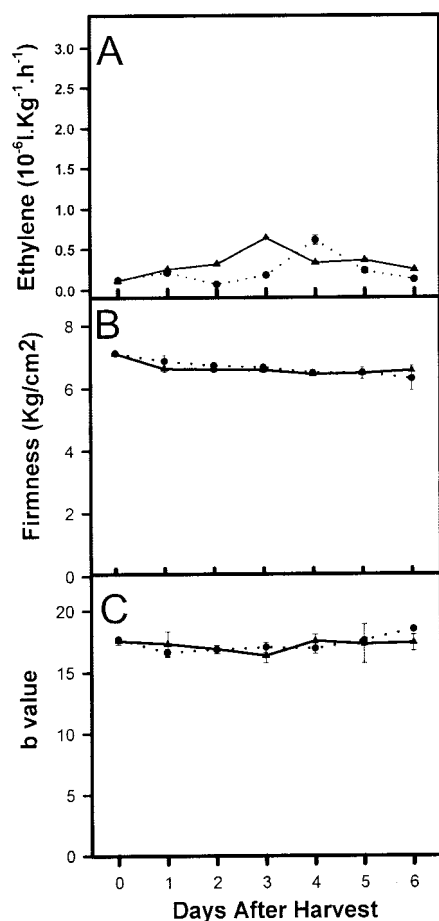 A
Ethylene (10⁻⁶l.Kg⁻¹.h⁻¹)
3.0
2.5
2.0
1.5
1.0
0.5
0.0
B
Firmness (Kg/cm2)
8
6
4
2
0
C
b value
20
15
10
5
0
0 1 2 3 4 5 6
Days After Harvest